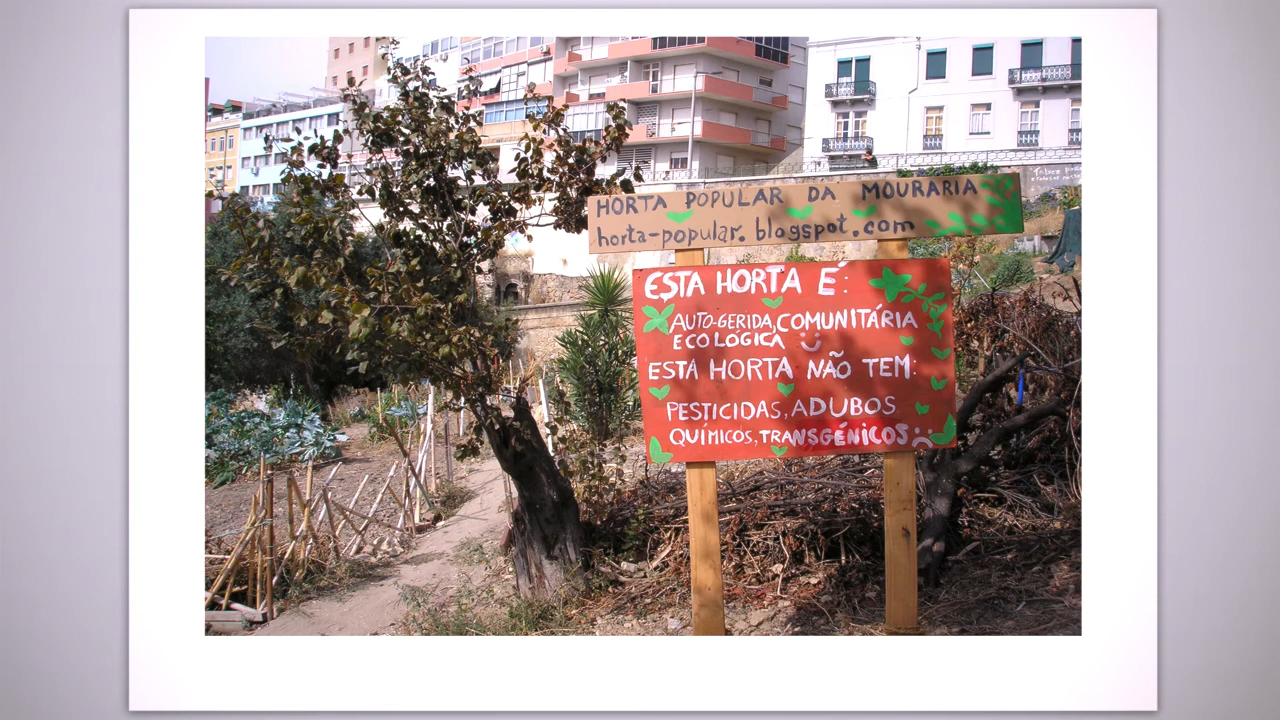 HORTA POPULAR DA MOURARIA
horta-popular.blogspot.com
ESTA HORTA É:
AUTO-GERIDA, COMUNITÁRIA
ECOLÓGICA
ESTA HORTA NÃO TEM:
PESTICIDAS, ADUBOS
QUÍMICOS, TRANSGÉNICOS